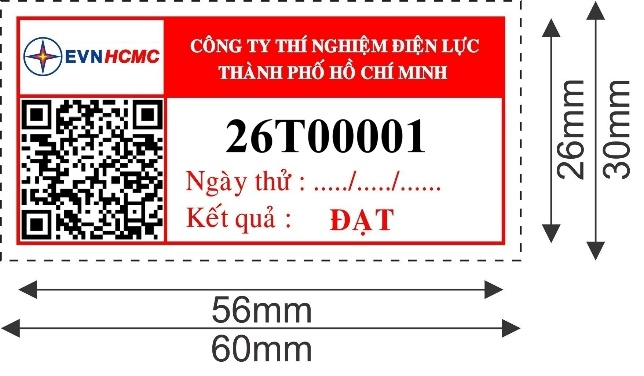 EVNHCMC
CÔNG TY THÍ NGHIỆM ĐIỆN LỰC
THÀNH PHỐ HỒ CHÍ MINH
26T00001
Ngày thử : ...../...../......
Kết quả : ĐẠT
26mm
30mm
56mm
60mm